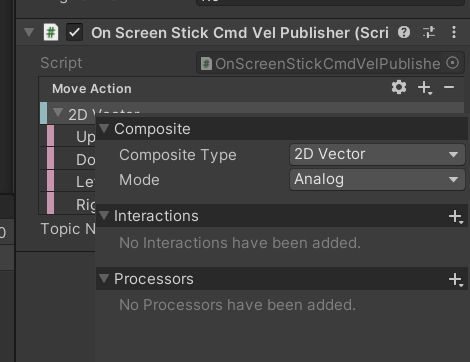 On Screen Stick Cmd Vel Publisher (Scri
Script
OnScreenStickCmdVelPublishe
Move Action
2D Vector
Composite
Up
Composite Type
2D Vector
Do
Mode
Analog
Le
Rig
Interactions
0
Topic N
No Interactions have been added.
Processors
No Processors have been added.